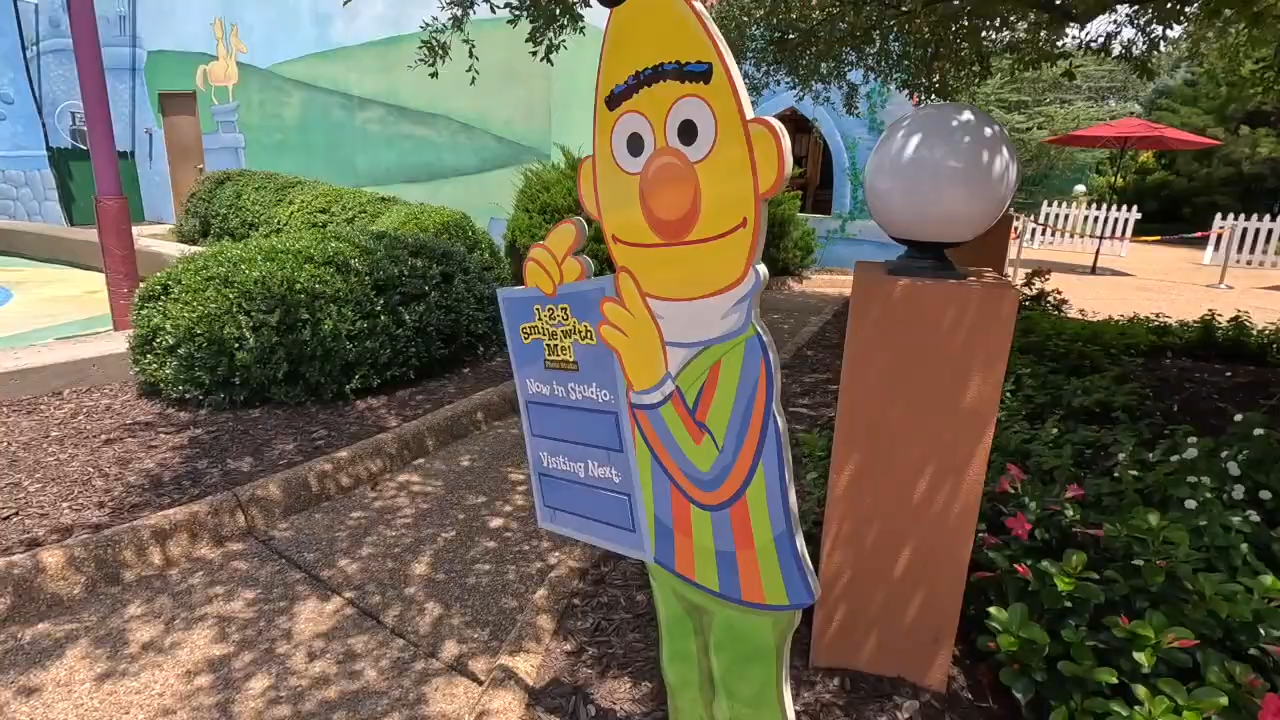 1-2-3
Smile with
Me!
Photo Studio
Now in Studio:
Visiting Next: